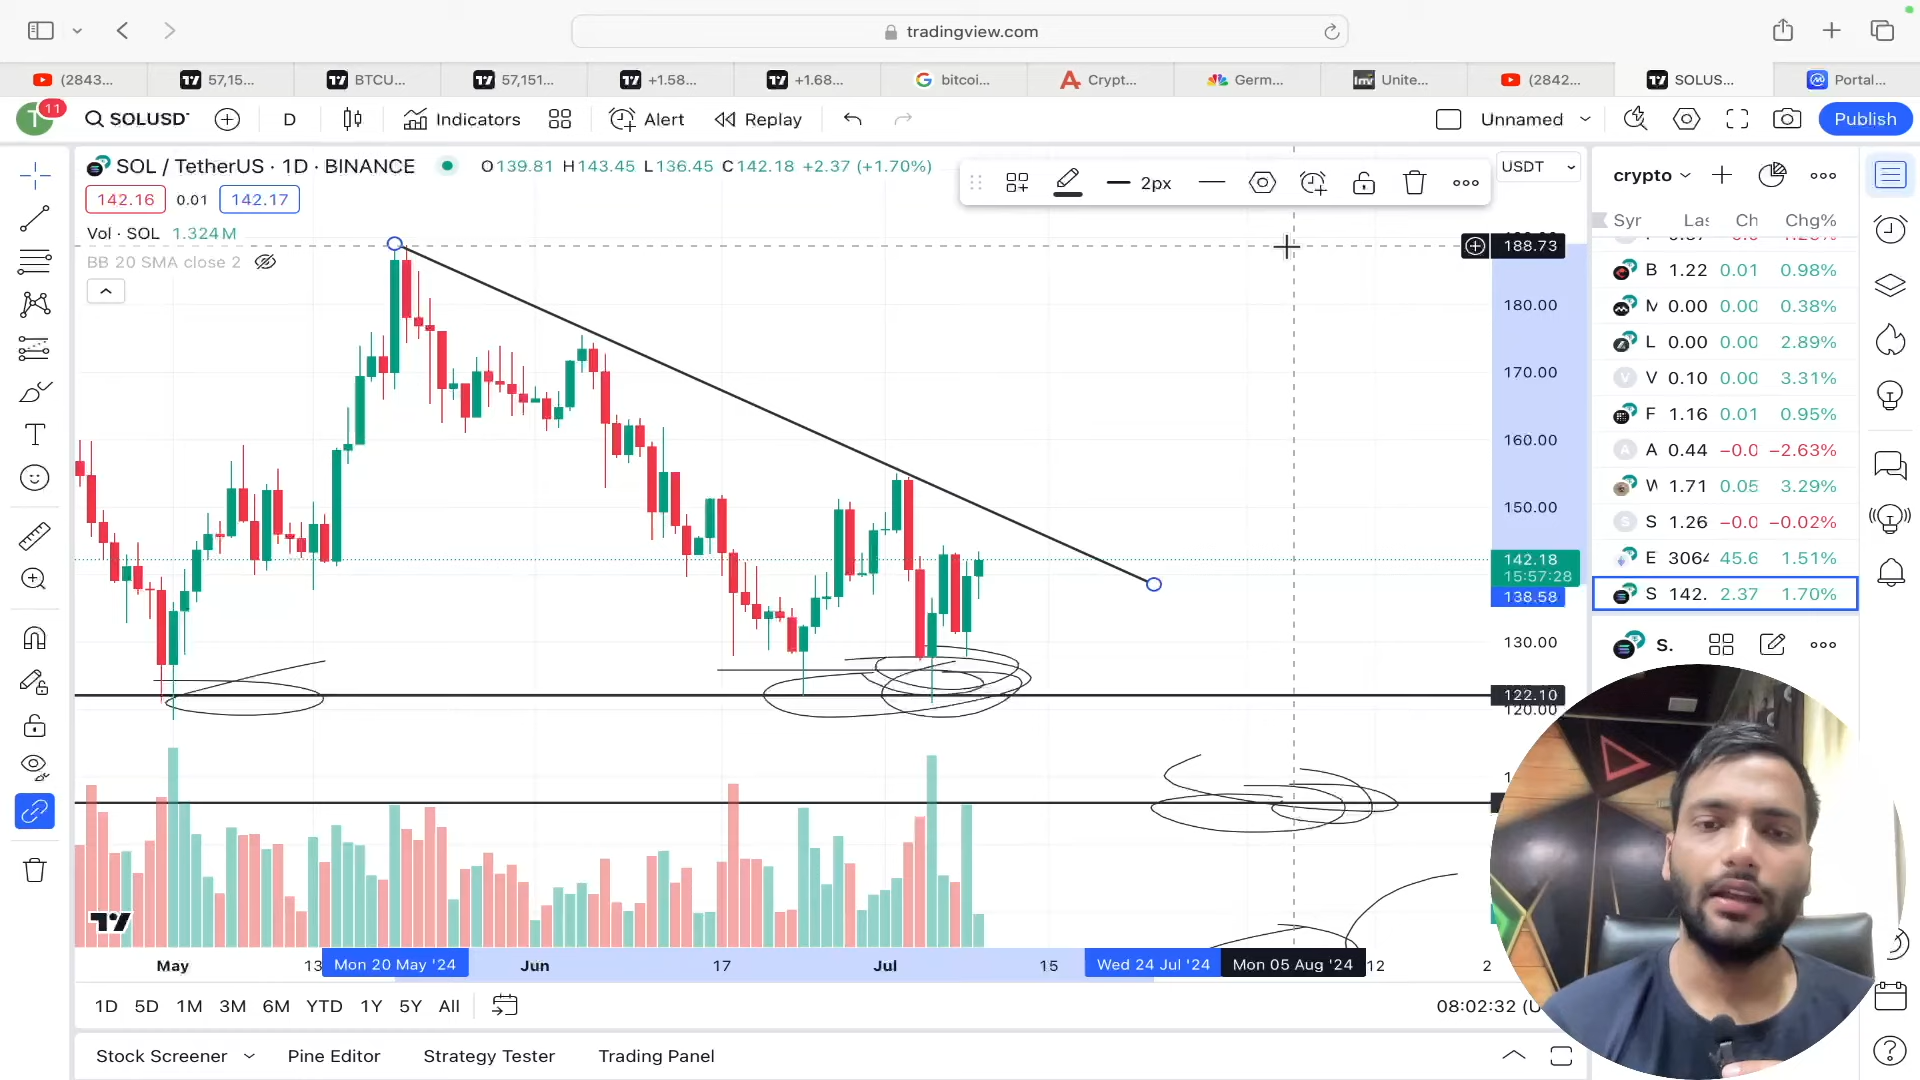 tradingview.com
(2843...
57,15...
BTCU...
57,151...
+1.58...
+1.68...
bitcoi...
Crypt...
Germ...
Unite...
(2842...
SOLUS...
Portal...
11
T
SOLUSD
D
Indicators
Alert
Replay
Unnamed
Publish
SOL / TetherUS · 1D · BINANCE
O139.81 H143.45 L136.45 C142.18 +2.37 (+1.70%)
2px
USDT
142.16 0.01 142.17
Vol · SOL 1.324M
BB 20 SMA close 2
188.73
180.00
170.00
160.00
150.00
142.18
15:57:28
138.58
130.00
122.10
120.00
crypto
Chg%
B 1.22 0.01 0.98%
M 0.00 0.00 0.38%
L 0.00 0.00 2.89%
V 0.10 0.00 3.31%
F 1.16 0.01 0.95%
A 0.44 −0.0 −2.63%
W 1.71 0.05 3.29%
S 1.26 −0.0 −0.02%
E 3064 45.6 1.51%
S 142. 2.37 1.70%
S.
May
13
Mon 20 May '24
Jun
17
Jul
15
Wed 24 Jul '24
Mon 05 Aug '24
12
2
1D 5D 1M 3M 6M YTD 1Y 5Y All
08:02:32 (U
Stock Screener
Pine Editor
Strategy Tester
Trading Panel